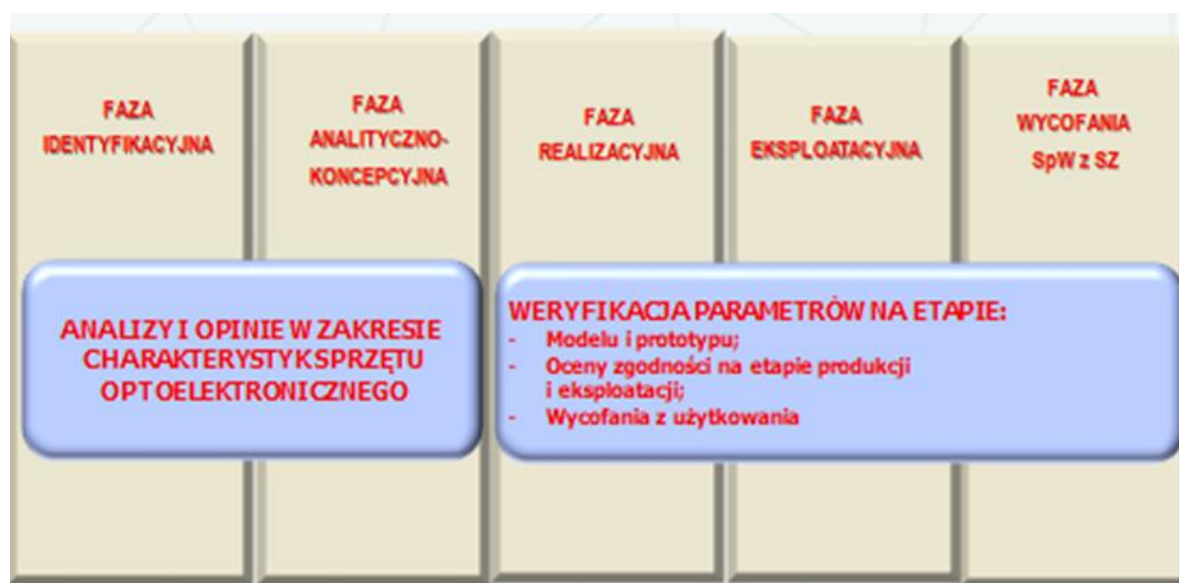 FAZA
IDENTYFIKACYJNA
FAZA
ANALITYCZNO-
KONCEPCYJNA
FAZA
REALIZACYJNA
FAZA
EKSPLOATACYJNA
FAZA
WYCOFANIA
SpW z SZ
ANALIZY I OPINIE W ZAKRESIE
CHARAKTERYSTYK SPRZĘTU
OPTOELEKTRONICZNEGO
WERYFIKACJA PARAMETRÓW NA ETAPIE:
- Modelu i prototypu;
- Oceny zgodności na etapie produkcji
i eksploatacji;
- Wycofania z użytkowania